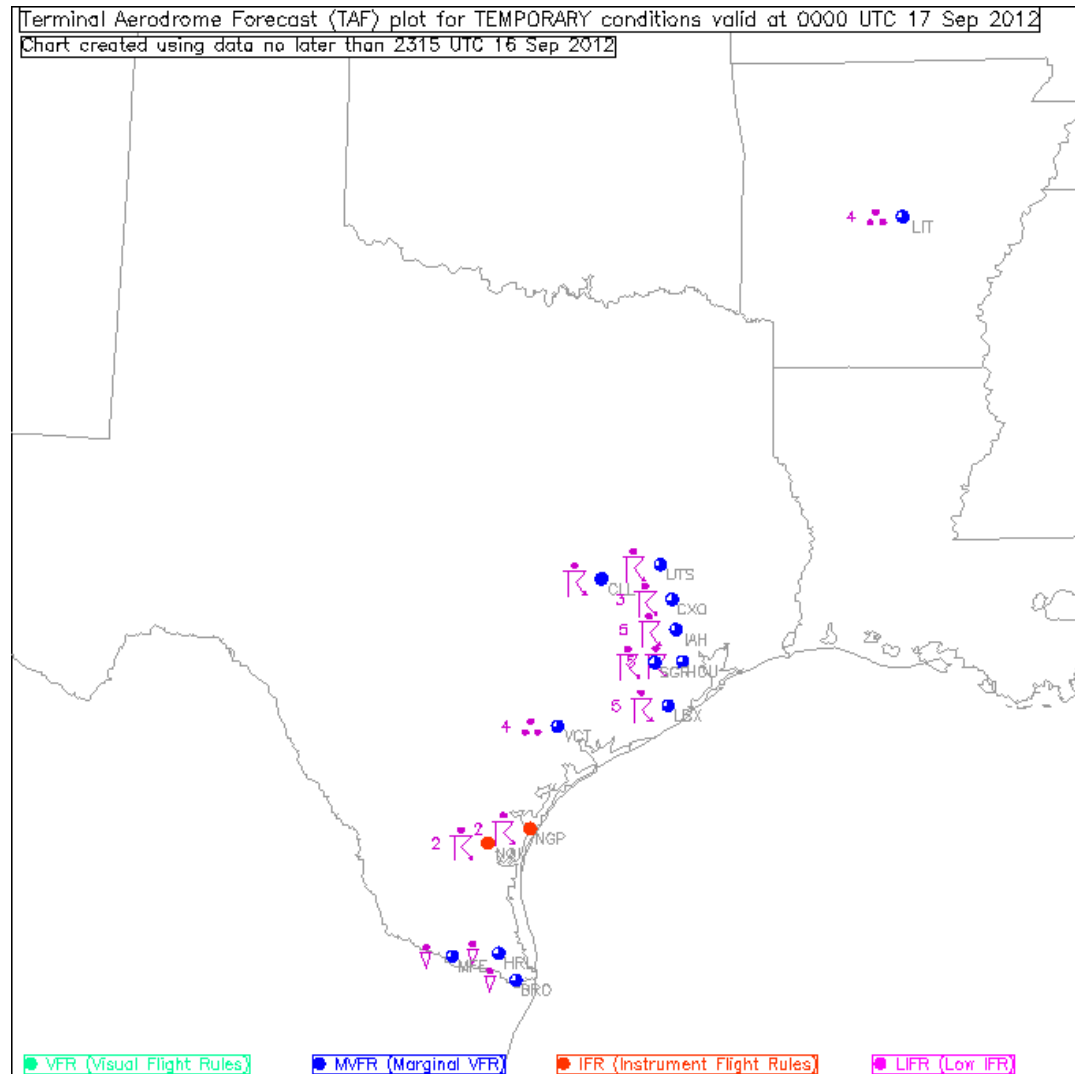 Terminal Aerodrome Forecast (TAF) plot for TEMPORARY conditions valid at 0000 UTC 17 Sep 2012
Chart created using data no later than 2315 UTC 16 Sep 2012
4 LIT
UTS
CLL
3 CXO
6 IAH
SGR HOU
5 LBX
4 VCT
2 NGP
2 NQI
HRL
MFE
BRO
VFR (Visual Flight Rules) MVFR (Marginal VFR) IFR (Instrument Flight Rules) LIFR (Low IFR)